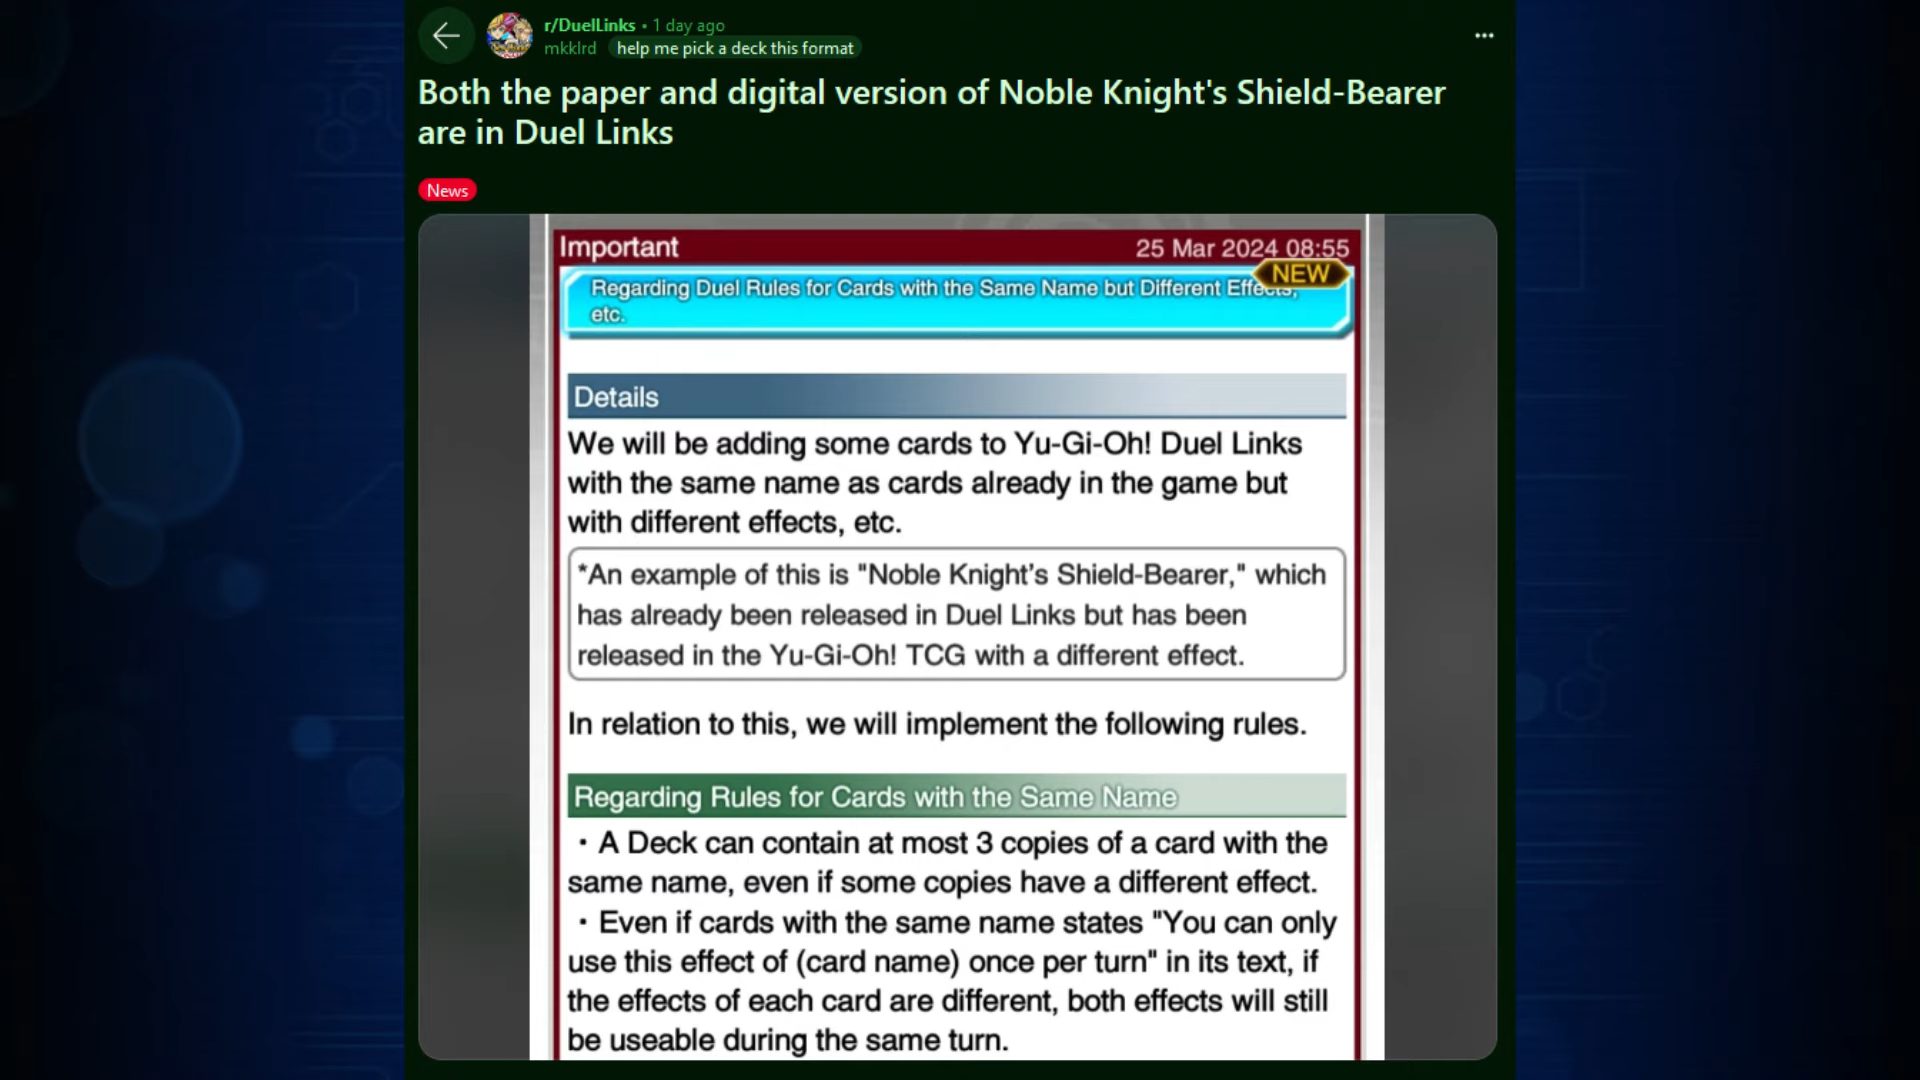 r/DuelLinks • 1 day ago
mkklrd help me pick a deck this format
Both the paper and digital version of Noble Knight's Shield-Bearer
are in Duel Links
News
Important 25 Mar 2024 08:55
NEW
Regarding Duel Rules for Cards with the Same Name but Different Effects,
etc.
Details
We will be adding some cards to Yu-Gi-Oh! Duel Links
with the same name as cards already in the game but
with different effects, etc.
*An example of this is "Noble Knight's Shield-Bearer," which
has already been released in Duel Links but has been
released in the Yu-Gi-Oh! TCG with a different effect.
In relation to this, we will implement the following rules.
Regarding Rules for Cards with the Same Name
・A Deck can contain at most 3 copies of a card with the
same name, even if some copies have a different effect.
・Even if cards with the same name states "You can only
use this effect of (card name) once per turn" in its text, if
the effects of each card are different, both effects will still
be useable during the same turn.